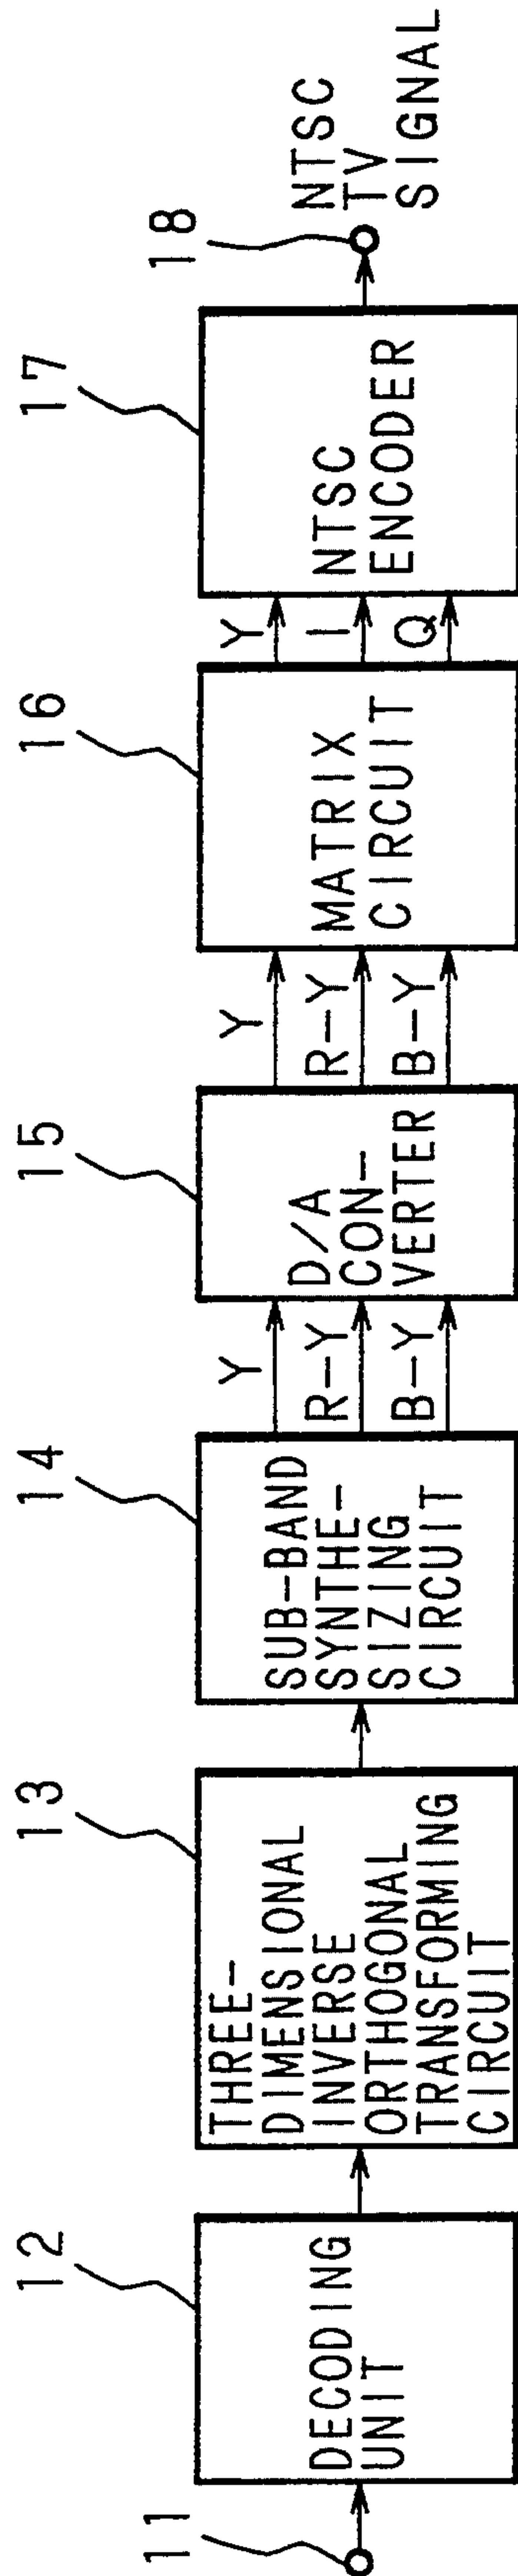 11
12
DECODING
UNIT
13
THREE-
DIMENSIONAL
INVERSE
ORTHOGONAL
TRANSFORMING
CIRCUIT
14
SUB-BAND
SYNTHE-
SIZING
CIRCUIT
Y
R-Y
B-Y
15
D/A
CON-
VERTER
Y
R-Y
B-Y
16
MATRIX
CIRCUIT
Y
I
Q
17
NTSC
ENCODER
18
NTSC
TV
SIGNAL